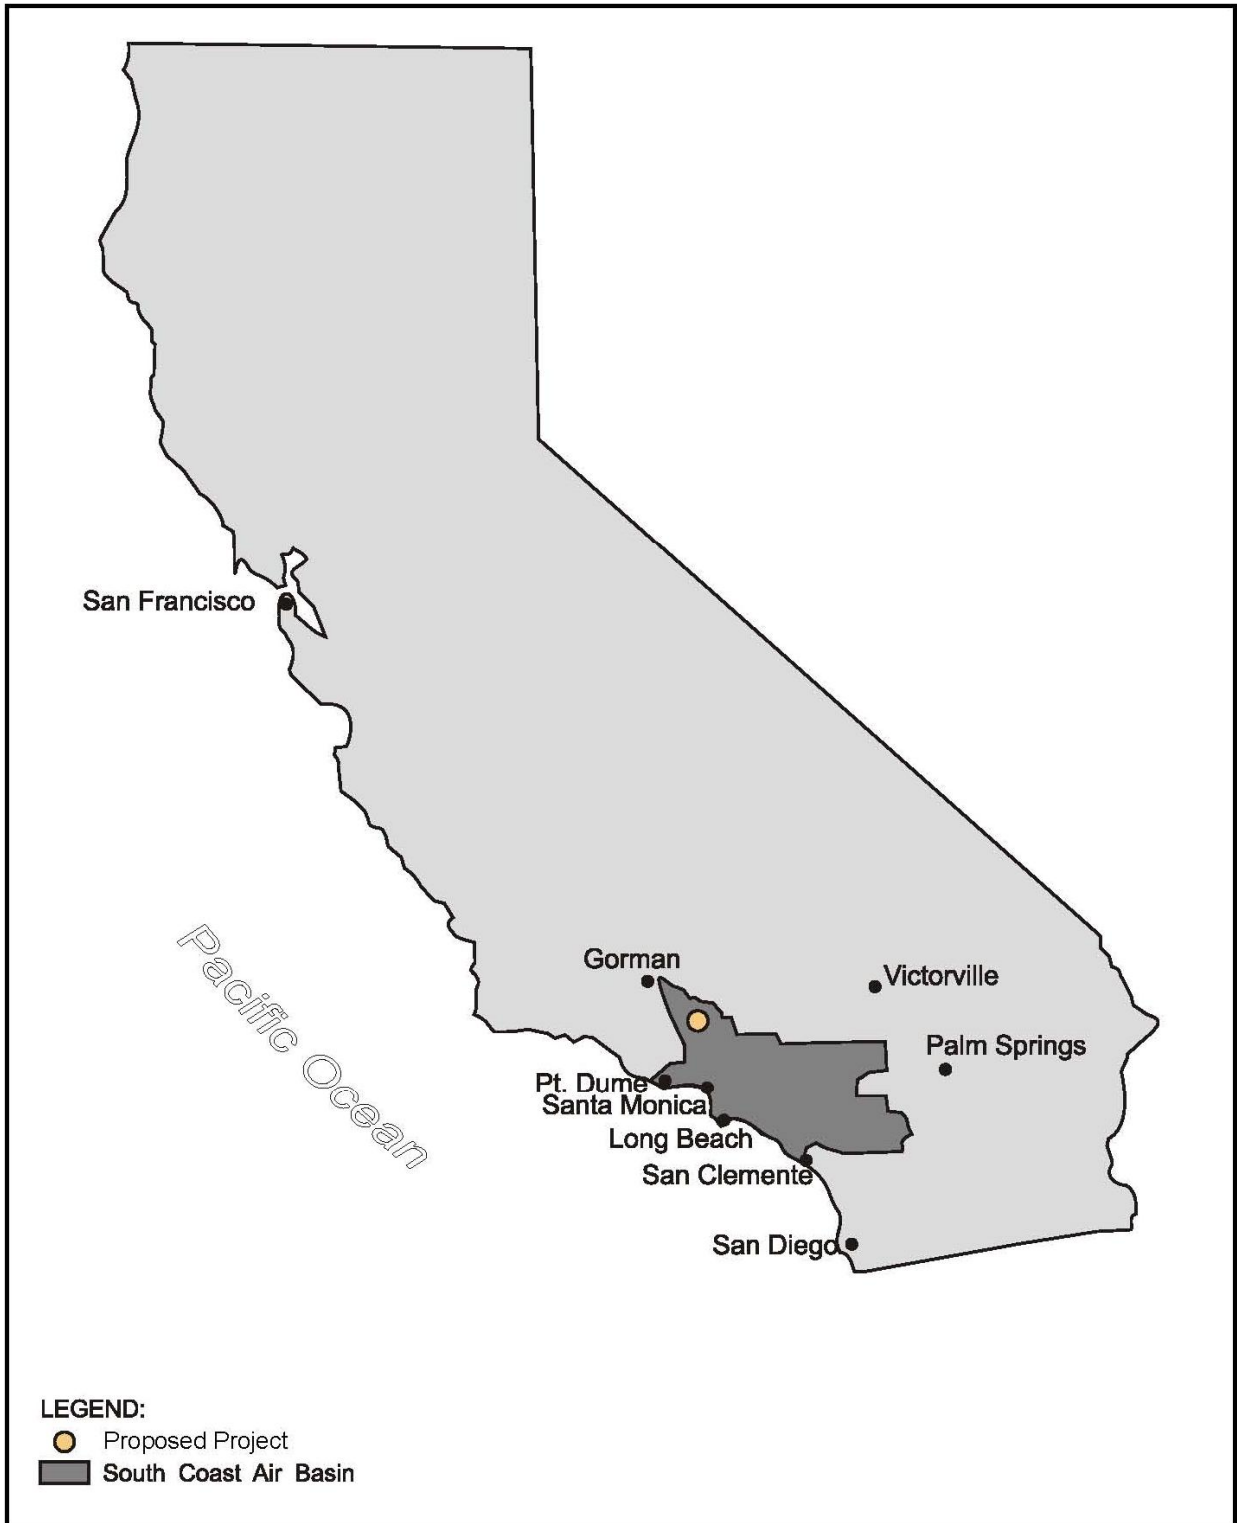 San Francisco
Pacific Ocean
Gorman
Victorville
Palm Springs
Pt. Dume
Santa Monica
Long Beach
San Clemente
San Diego
LEGEND:
Proposed Project
South Coast Air Basin